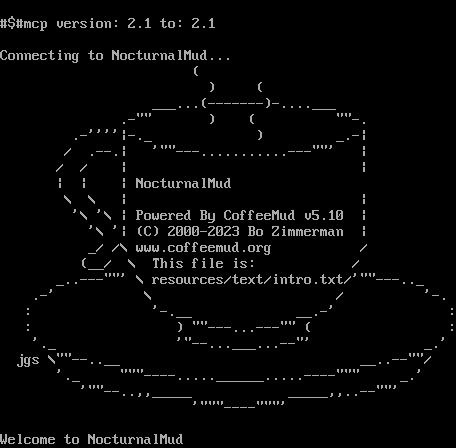 #$#mcp version: 2.1 to: 2.1
Connecting to NocturnalMud...
NocturnalMud
Powered By CoffeeMud v5.10
(C) 2000-2023 Bo Zimmerman
www.coffeemud.org
This file is:
resources/text/intro.txt
jgs
Welcome to NocturnalMud